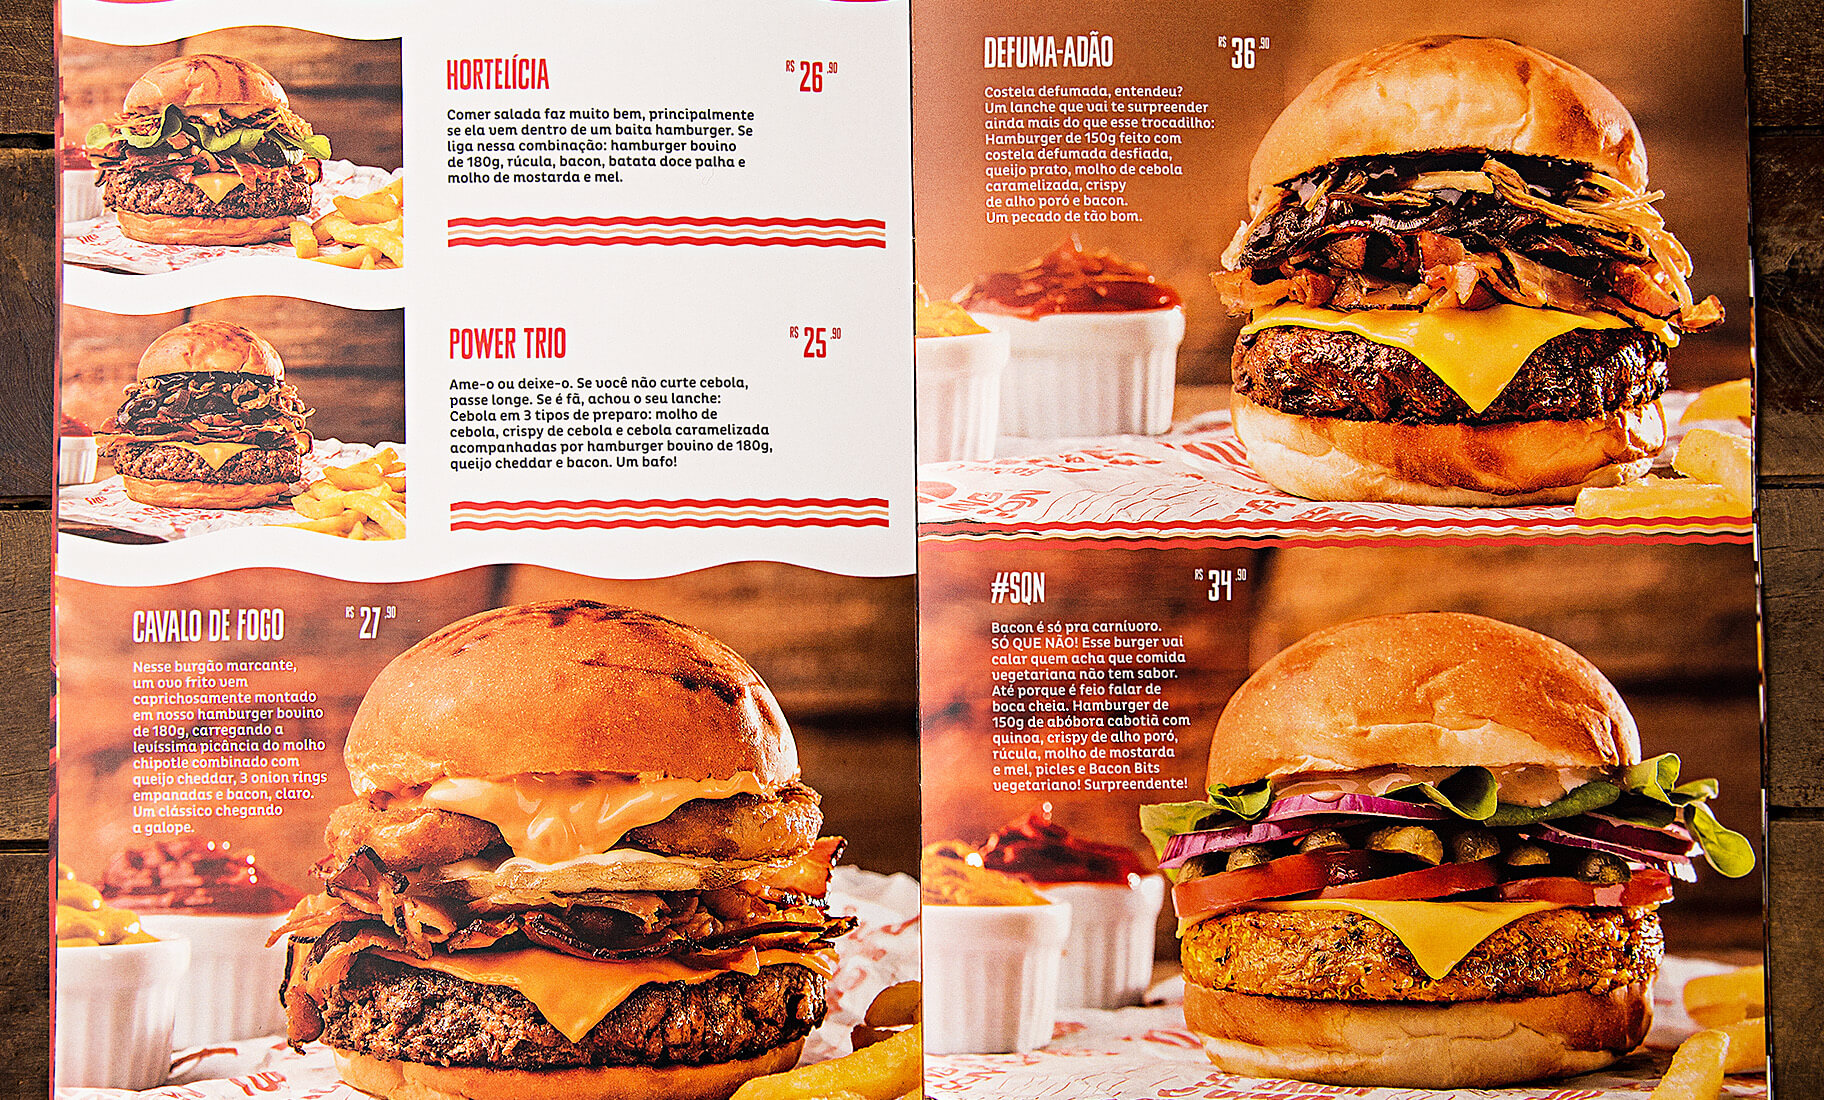 HORTELÍCIA
R$ 26,90
Comer salada faz muito bem, principalmente
se ela vem dentro de um baita hamburger. Se
liga nessa combinação: hamburger bovino
de 180g, rúcula, bacon, batata doce palha e
molho de mostarda e mel.
POWER TRIO
R$ 25,90
Ame-o ou deixe-o. Se você não curte cebola,
passe longe. Se é fã, achou o seu lanche:
Cebola em 3 tipos de preparo: molho de
cebola, crispy de cebola e cebola caramelizada
acompanhadas por hamburger bovino de 180g,
queijo cheddar e bacon. Um bafo!
CAVALO DE FOGO
R$ 27,90
Nesse burgão marcante,
um ovo frito vem
caprichosamente montado
em nosso hamburger bovino
de 180g, carregando a
levíssima picância do molho
chipotle combinado com
queijo cheddar, 3 onion rings
empanadas e bacon, claro.
Um clássico chegando
a galope.
DEFUMA-ADÃO
R$ 36,90
Costela defumada, entendeu?
Um lanche que vai te surpreender
ainda mais do que esse trocadilho:
Hamburger de 150g feito com
costela defumada desfiada,
queijo prato, molho de cebola
caramelizada, crispy
de alho poró e bacon.
Um pecado de tão bom.
#SQN
R$ 34,90
Bacon é só pra carnívoro.
SÓ QUE NÃO! Esse burger vai
calar quem acha que comida
vegetariana não tem sabor.
Até porque é feio falar de
boca cheia. Hamburger de
150g de abóbora cabotiã com
quinoa, crispy de alho poró,
rúcula, molho de mostarda
e mel, picles e Bacon Bits
vegetariano! Surpreendente!